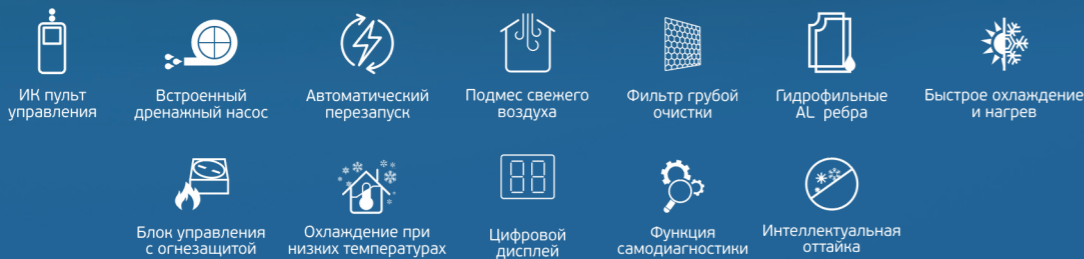 ИК пульт
управления
Встроенный
дренажный насос
Автоматический
перезапуск
Подмес свежего
воздуха
Фильтр грубой
очистки
Гидрофильные
AL ребра
Быстрое охлаждение
и нагрев
Блок управления
с огнезащитой
Охлаждение при
низких температурах
88
Цифровой
дисплей
Функция
самодиагностики
Интеллектуальная
оттайка